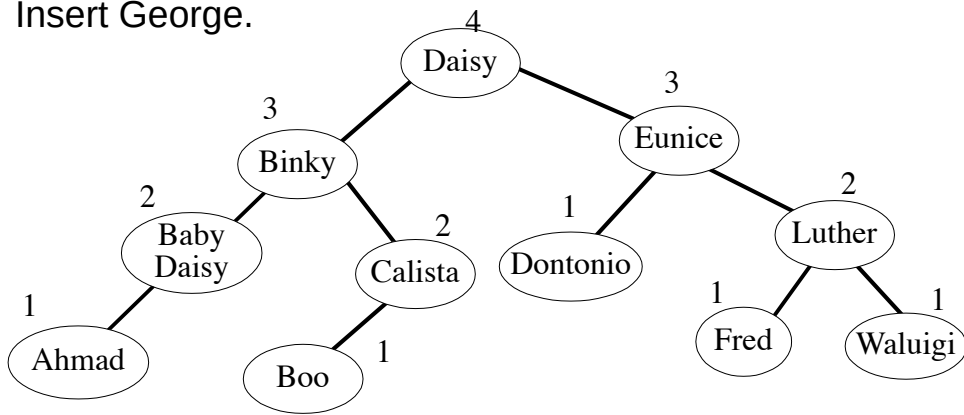 Insert George.
4
Daisy
3
Binky
3
Eunice
2
Baby
Daisy
2
Calista
1
Dontonio
2
Luther
1
Ahmad
Boo
1
1
Fred
1
Waluigi